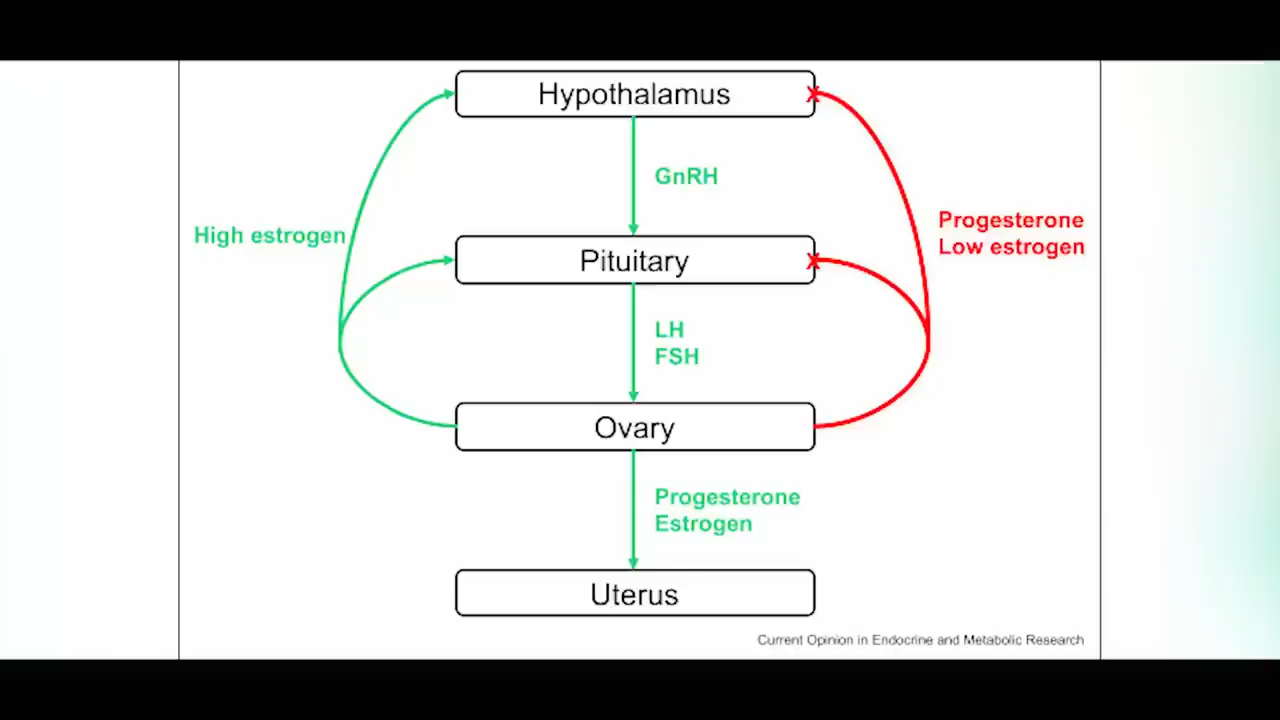 Hypothalamus
GnRH
High estrogen
Progesterone
Low estrogen
Pituitary
LH
FSH
Ovary
Progesterone
Estrogen
Uterus
Current Opinion in Endocrine and Metabolic Research